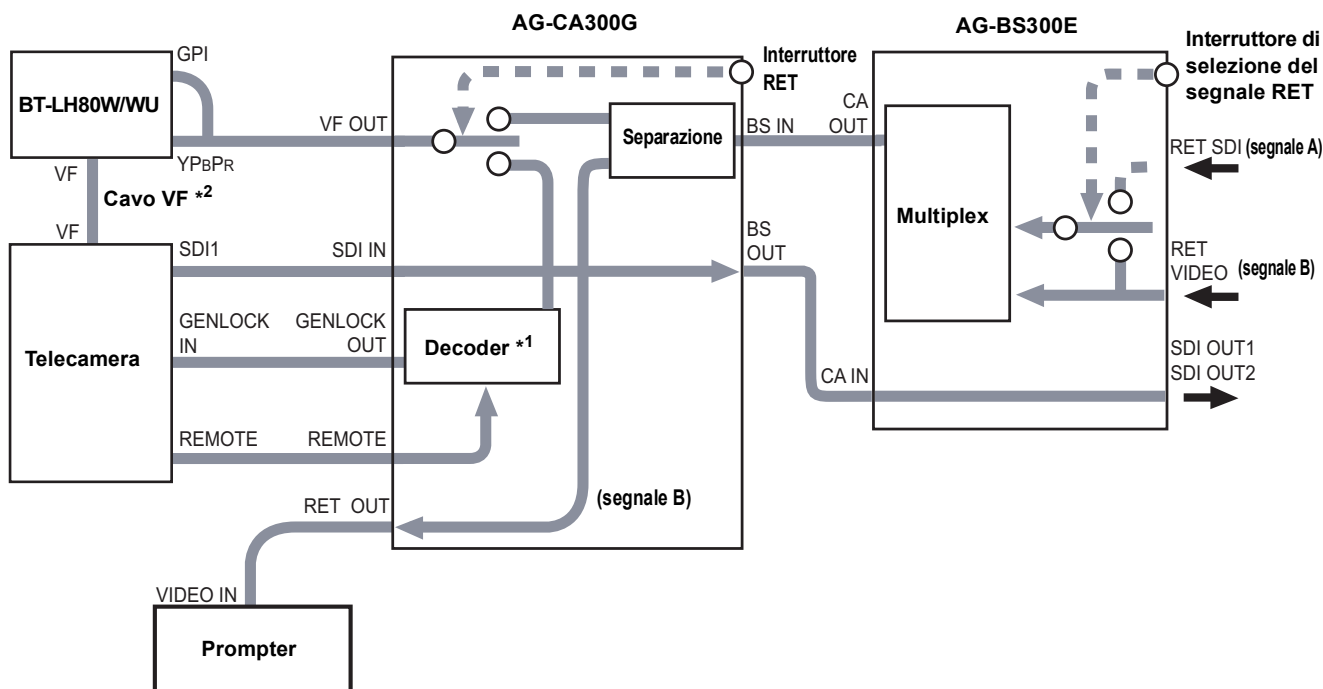 AG-CA300G
AG-BS300E
GPI
BT-LH80W/WU
YPBPR
VF
Cavo VF *2
VF
VF OUT
Interruttore
RET
Separazione
BS IN
CA
OUT
Interruttore di
selezione del
segnale RET
RET SDI (segnale A)
Multiplex
RET
VIDEO (segnale B)
SDI1
SDI IN
BS
OUT
GENLOCK
IN
GENLOCK
OUT
Decoder *1
Telecamera
CA IN
SDI OUT1
SDI OUT2
REMOTE
REMOTE
RET OUT
(segnale B)
VIDEO IN
Prompter